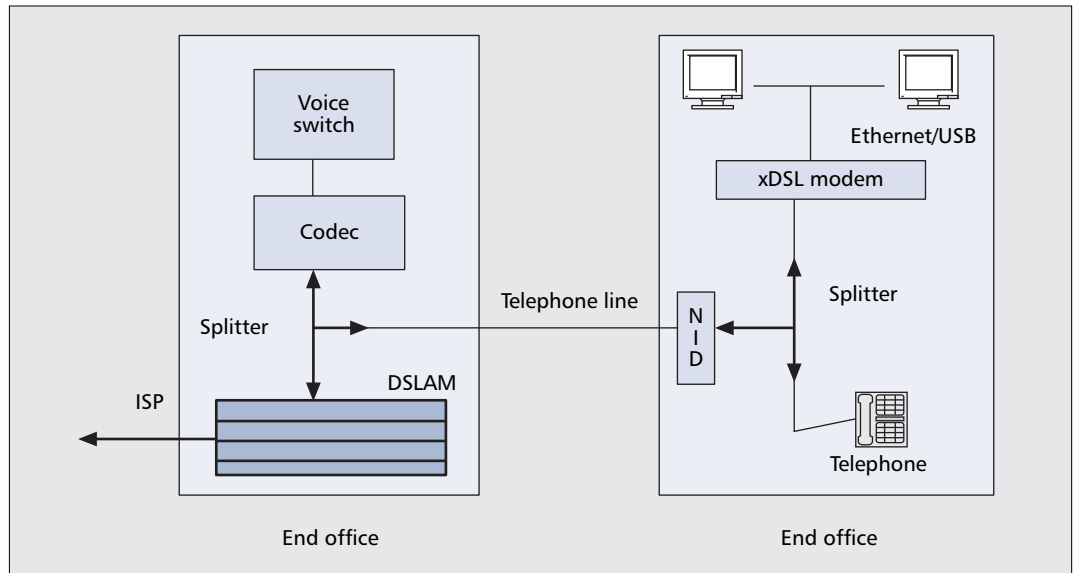 Voice
switch
Codec
Splitter
DSLAM
ISP
End office
Telephone line
Ethernet/USB
xDSL modem
Splitter
N
I
D
Telephone
End office